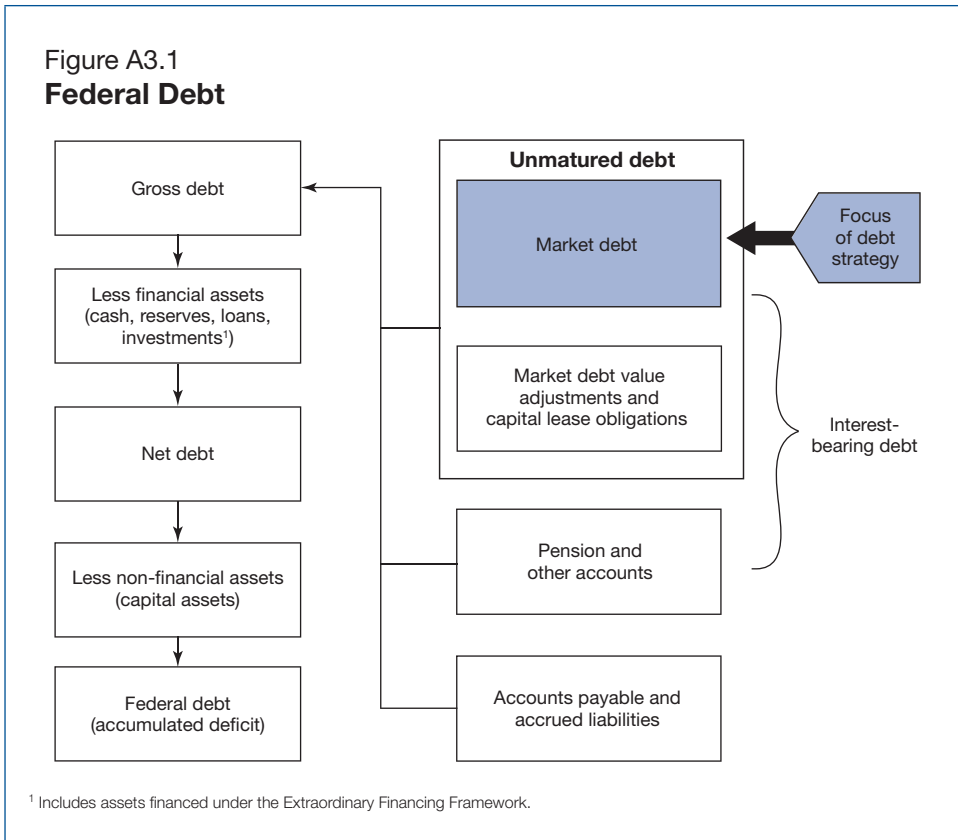 Figure A3.1
Federal Debt
Gross debt
Less financial assets
(cash, reserves, loans,
investments¹)
Net debt
Less non-financial assets
(capital assets)
Federal debt
(accumulated deficit)
Unmatured debt
Market debt
Market debt value
adjustments and
capital lease obligations
Pension and
other accounts
Accounts payable and
accrued liabilities
Focus
of debt
strategy
Interest-
bearing debt
¹ Includes assets financed under the Extraordinary Financing Framework.